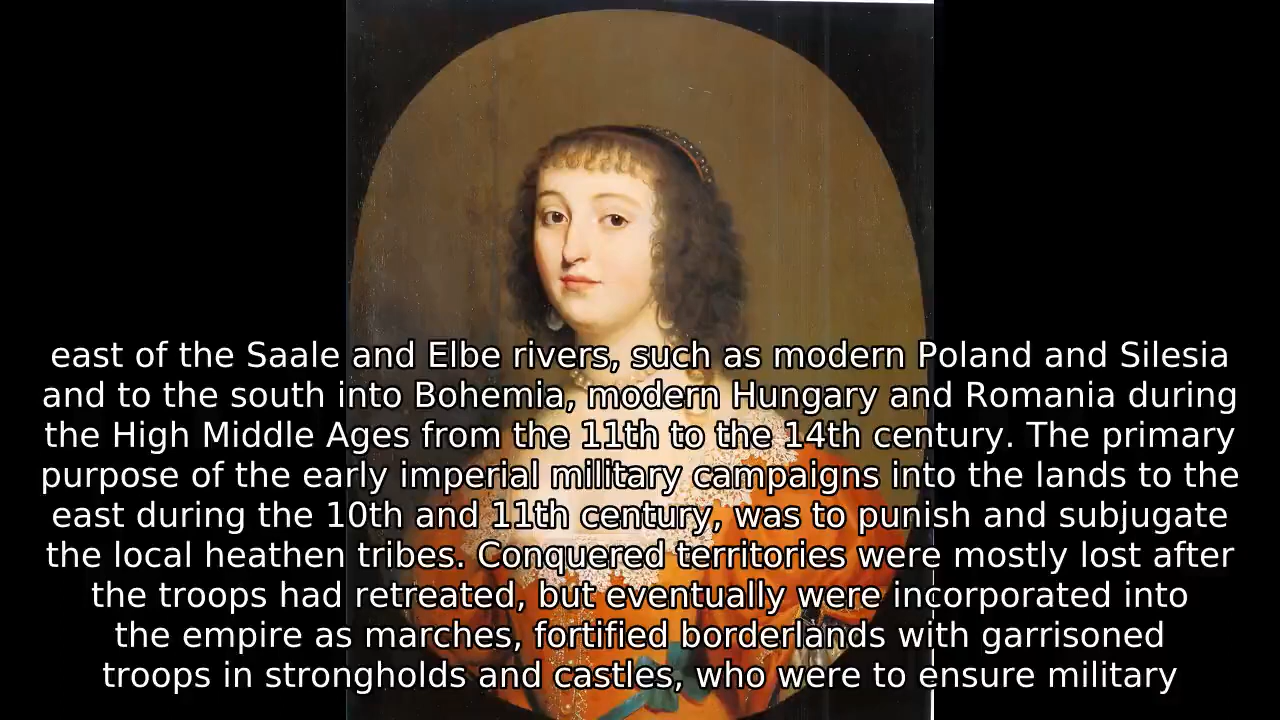 east of the Saale and Elbe rivers, such as modern Poland and Silesia
and to the south into Bohemia, modern Hungary and Romania during
the High Middle Ages from the 11th to the 14th century. The primary
purpose of the early imperial military campaigns into the lands to the
east during the 10th and 11th century, was to punish and subjugate
the local heathen tribes. Conquered territories were mostly lost after
the troops had retreated, but eventually were incorporated into
the empire as marches, fortified borderlands with garrisoned
troops in strongholds and castles, who were to ensure military